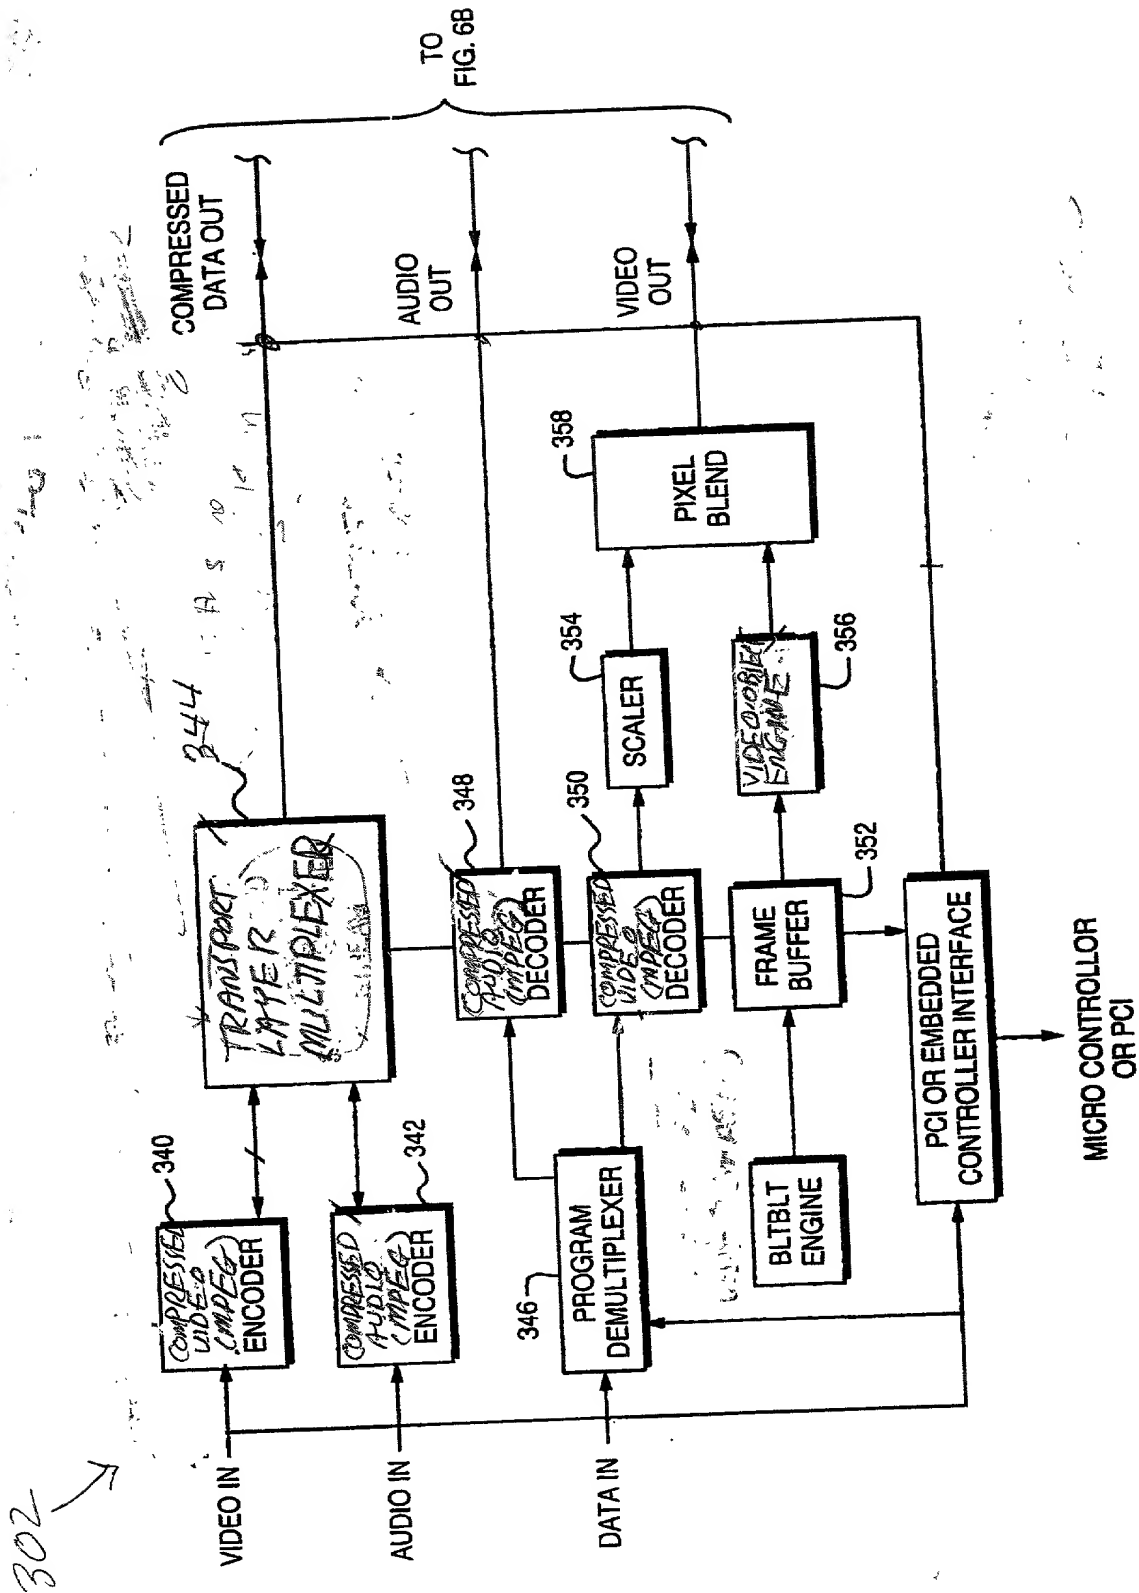 302
VIDEO IN
AUDIO IN
DATA IN
COMPRESSED
VIDEO
(MPEG)
ENCODER
340
COMPRESSED
AUDIO
(MPEG)
ENCODER
342
TRANSPORT
LAYER
MULTIPLEXER
344
346
PROGRAM
DEMULTIPLEXER
COMPRESSED
AUDIO
(MPEG)
DECODER
348
COMPRESSED
VIDEO
(MPEG)
DECODER
350
BLTBLT
ENGINE
FRAME
BUFFER
352
SCALER
354
VIDEO OBJECT
ENGINE
356
PIXEL
BLEND
358
PCI OR EMBEDDED
CONTROLLER INTERFACE
MICRO CONTROLLOR
OR PCI
COMPRESSED
DATA OUT
AUDIO
OUT
VIDEO
OUT
TO
FIG. 6B